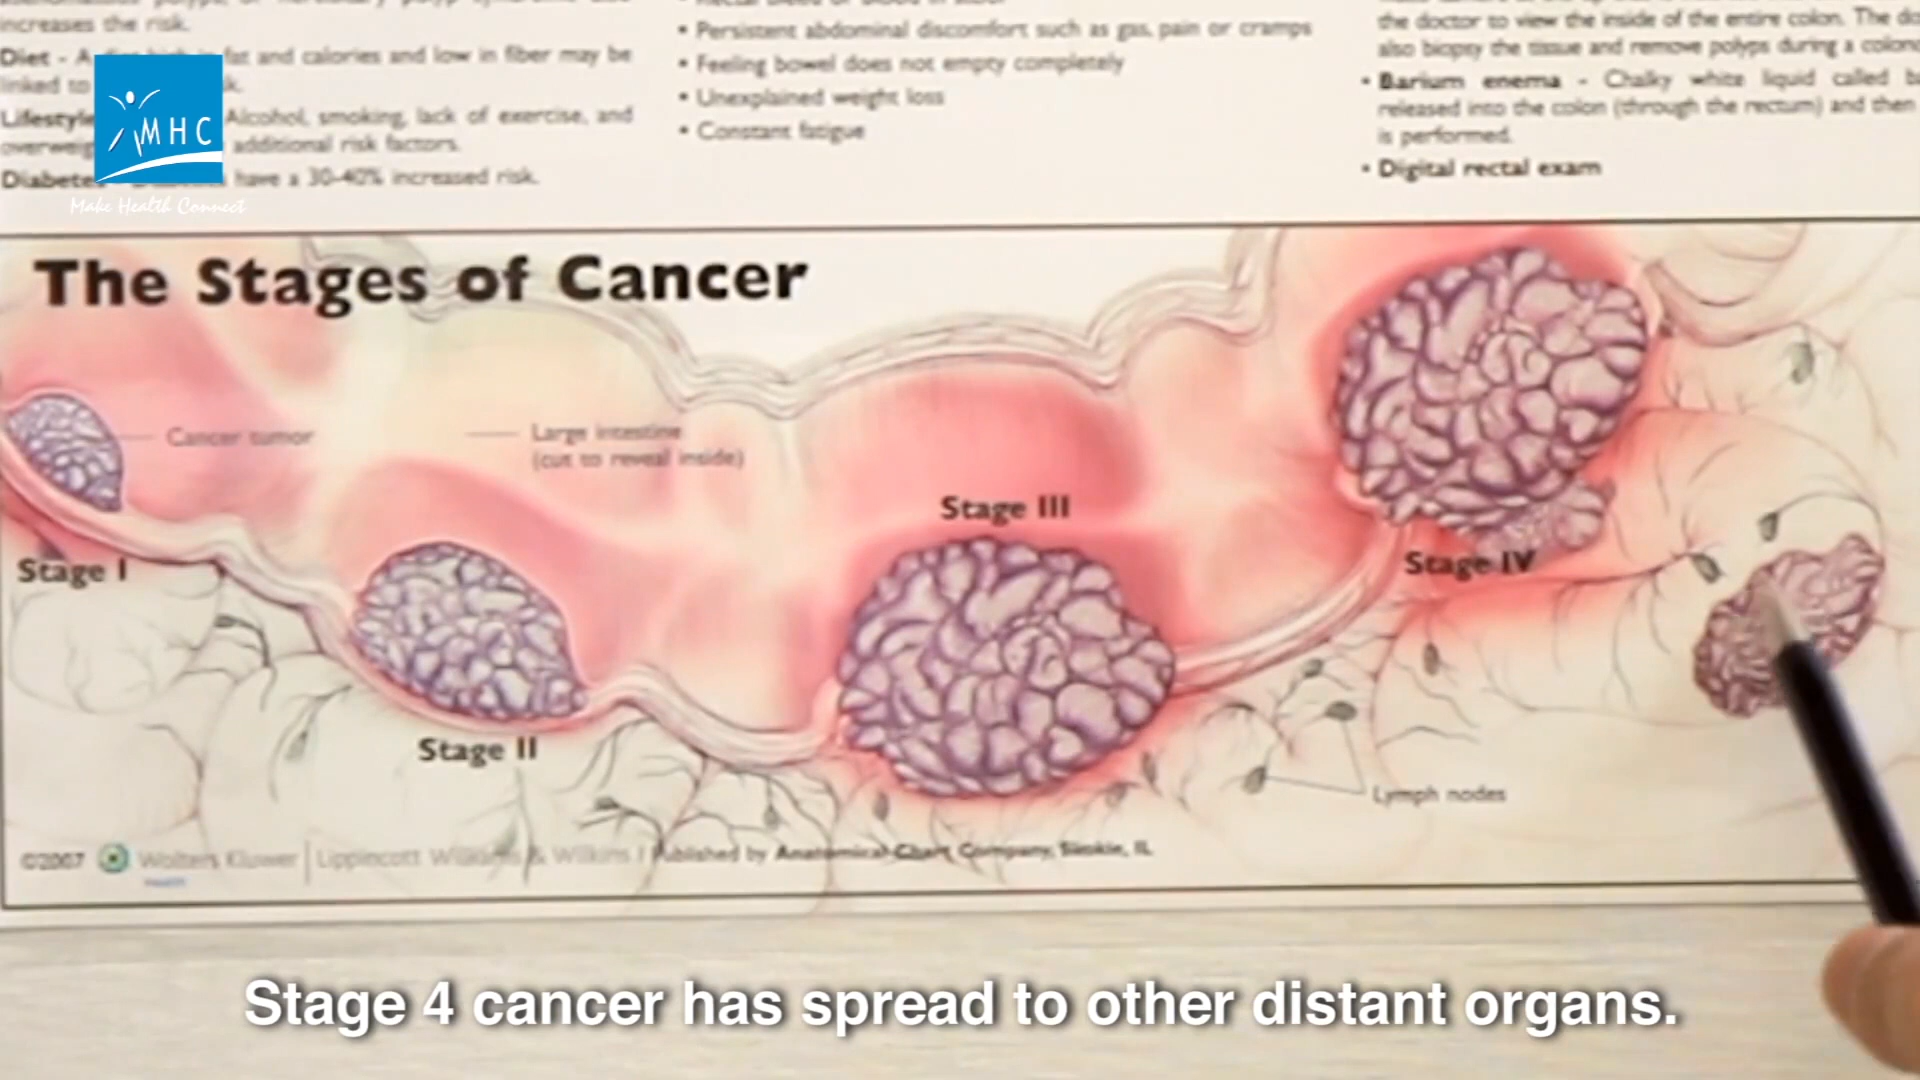 increases the risk.
Diet - A diet high in fat and calories and low in fiber may be
linked to
Lifestyle Alcohol, smoking, lack of exercise, and
additional risk factors.
have a 30-40% increased risk.
MHC
Make Health Connect
• Persistent abdominal discomfort such as gas, pain or cramps
• Feeling bowel does not empty completely
• Unexplained weight loss
• Constant fatigue
the doctor to view the inside of the entire colon. The
also biopsy the tissue and remove polyps during a
• Barium enema - Chalky white liquid called
released into the colon (through the rectum) and then
is performed.
• Digital rectal exam
The Stages of Cancer
Cancer tumor
Large intestine
(cut to reveal inside)
Stage I
Stage II
Stage III
Stage IV
Lymph nodes
©2007 Wolters Kluwer | Lippincott Williams & Wilkins | Published by Anatomical Chart Company, Skokie, IL
Health
Stage 4 cancer has spread to other distant organs.